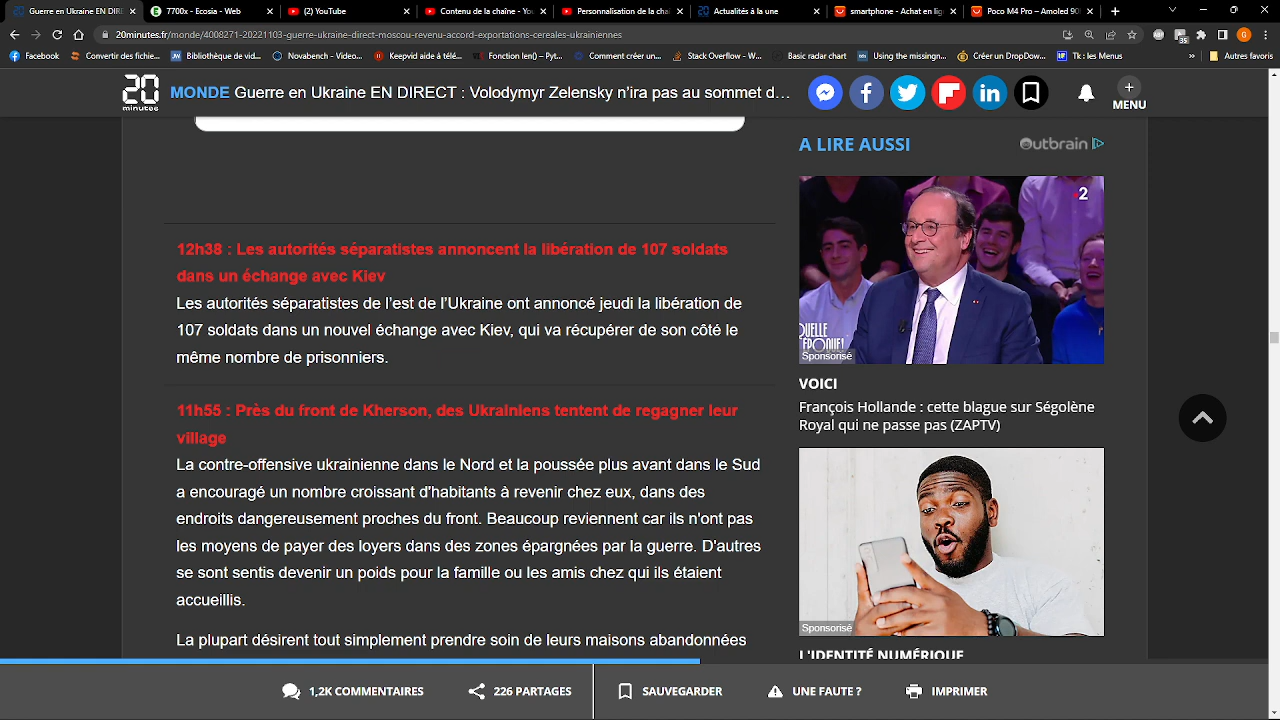 Guerre en Ukraine EN DIRE
7700x - Ecosia - Web
(2) YouTube
Contenu de la chaîne - You
Personnalisation de la chaî
Actualités à la une
smartphone - Achat en lig
Poco M4 Pro – Amoled 90
20minutes.fr/monde/4008271-20221103-guerre-ukraine-direct-moscou-revenu-accord-exportations-cereales-ukrainiennes
Facebook
Convertir des fichie...
Bibliothèque de vid...
Novabench - Novem...
Keepvid aide à télé...
Fonction len() – Pyt...
Comment créer un...
Stack Overflow - W...
Basic radar chart
Using the missingn...
Créer un DropDow...
Tk : les Menus
»
Autres favoris
20 minutes
MONDE Guerre en Ukraine EN DIRECT : Volodymyr Zelensky n'ira pas au sommet d...
MENU
A LIRE AUSSI
Outbrain
12h38 : Les autorités séparatistes annoncent la libération de 107 soldats
dans un échange avec Kiev
Les autorités séparatistes de l'est de l'Ukraine ont annoncé jeudi la libération de
107 soldats dans un nouvel échange avec Kiev, qui va récupérer de son côté le
même nombre de prisonniers.
11h55 : Près du front de Kherson, des Ukrainiens tentent de regagner leur
village
La contre-offensive ukrainienne dans le Nord et la poussée plus avant dans le Sud
a encouragé un nombre croissant d'habitants à revenir chez eux, dans des
endroits dangereusement proches du front. Beaucoup reviennent car ils n'ont pas
les moyens de payer des loyers dans des zones épargnées par la guerre. D'autres
se sont sentis devenir un poids pour la famille ou les amis chez qui ils étaient
accueillis.
La plupart désirent tout simplement prendre soin de leurs maisons abandonnées
2
QUELLE
ÉPOQUE!
Sponsorisé
VOICI
François Hollande : cette blague sur Ségolène
Royal qui ne passe pas (ZAPTV)
Sponsorisé
L'IDENTITÉ NUMÉRIQUE
1,2K COMMENTAIRES
226 PARTAGES
SAUVEGARDER
UNE FAUTE ?
IMPRIMER